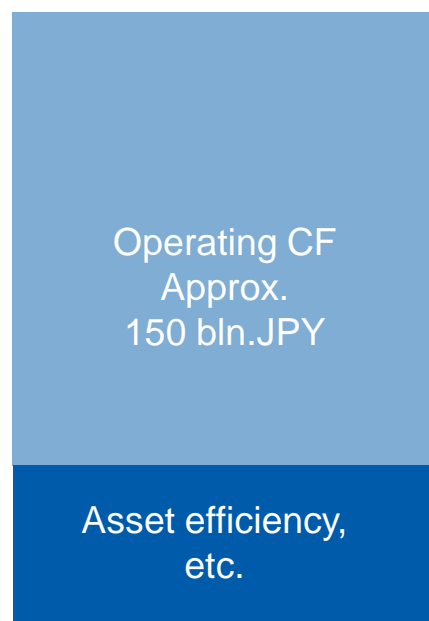 Operating CF
Approx.
150 bln.JPY
Asset efficiency,
etc.